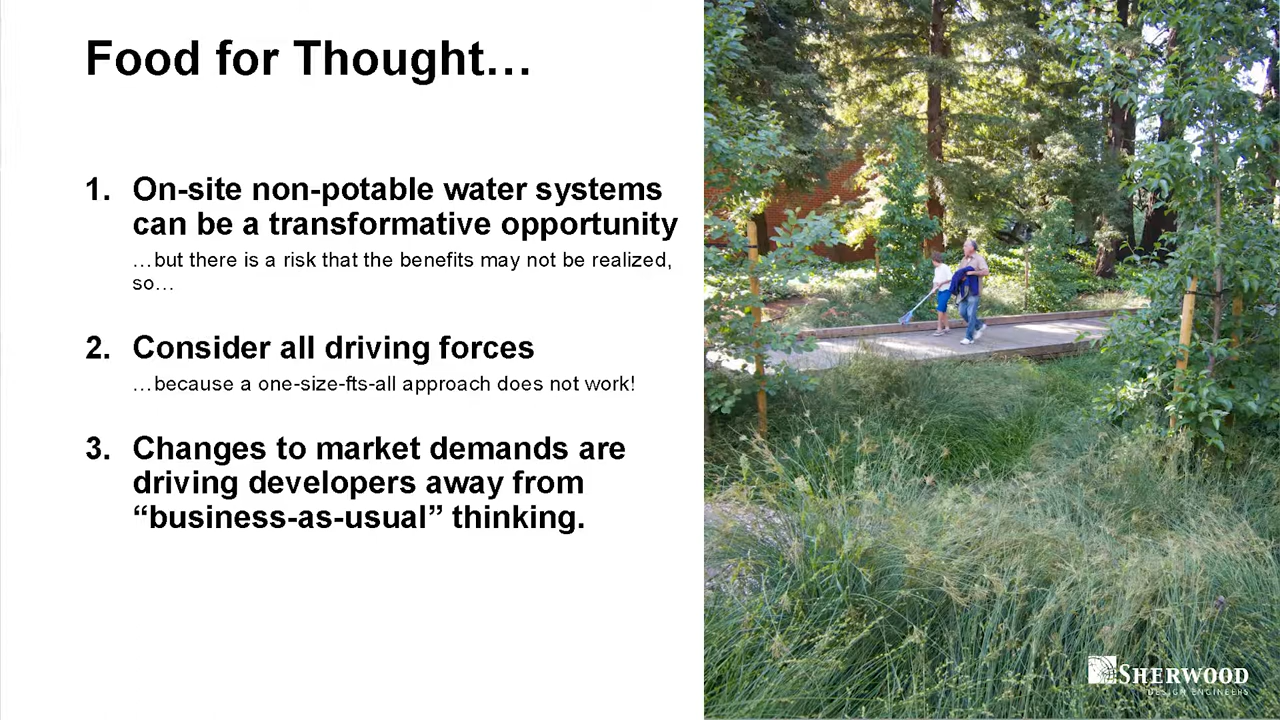 Food for Thought…
1. On-site non-potable water systems
can be a transformative opportunity
…but there is a risk that the benefits may not be realized,
so…
2. Consider all driving forces
…because a one-size-fts-all approach does not work!
3. Changes to market demands are
driving developers away from
“business-as-usual” thinking.
SHERWOOD
DESIGN ENGINEERS